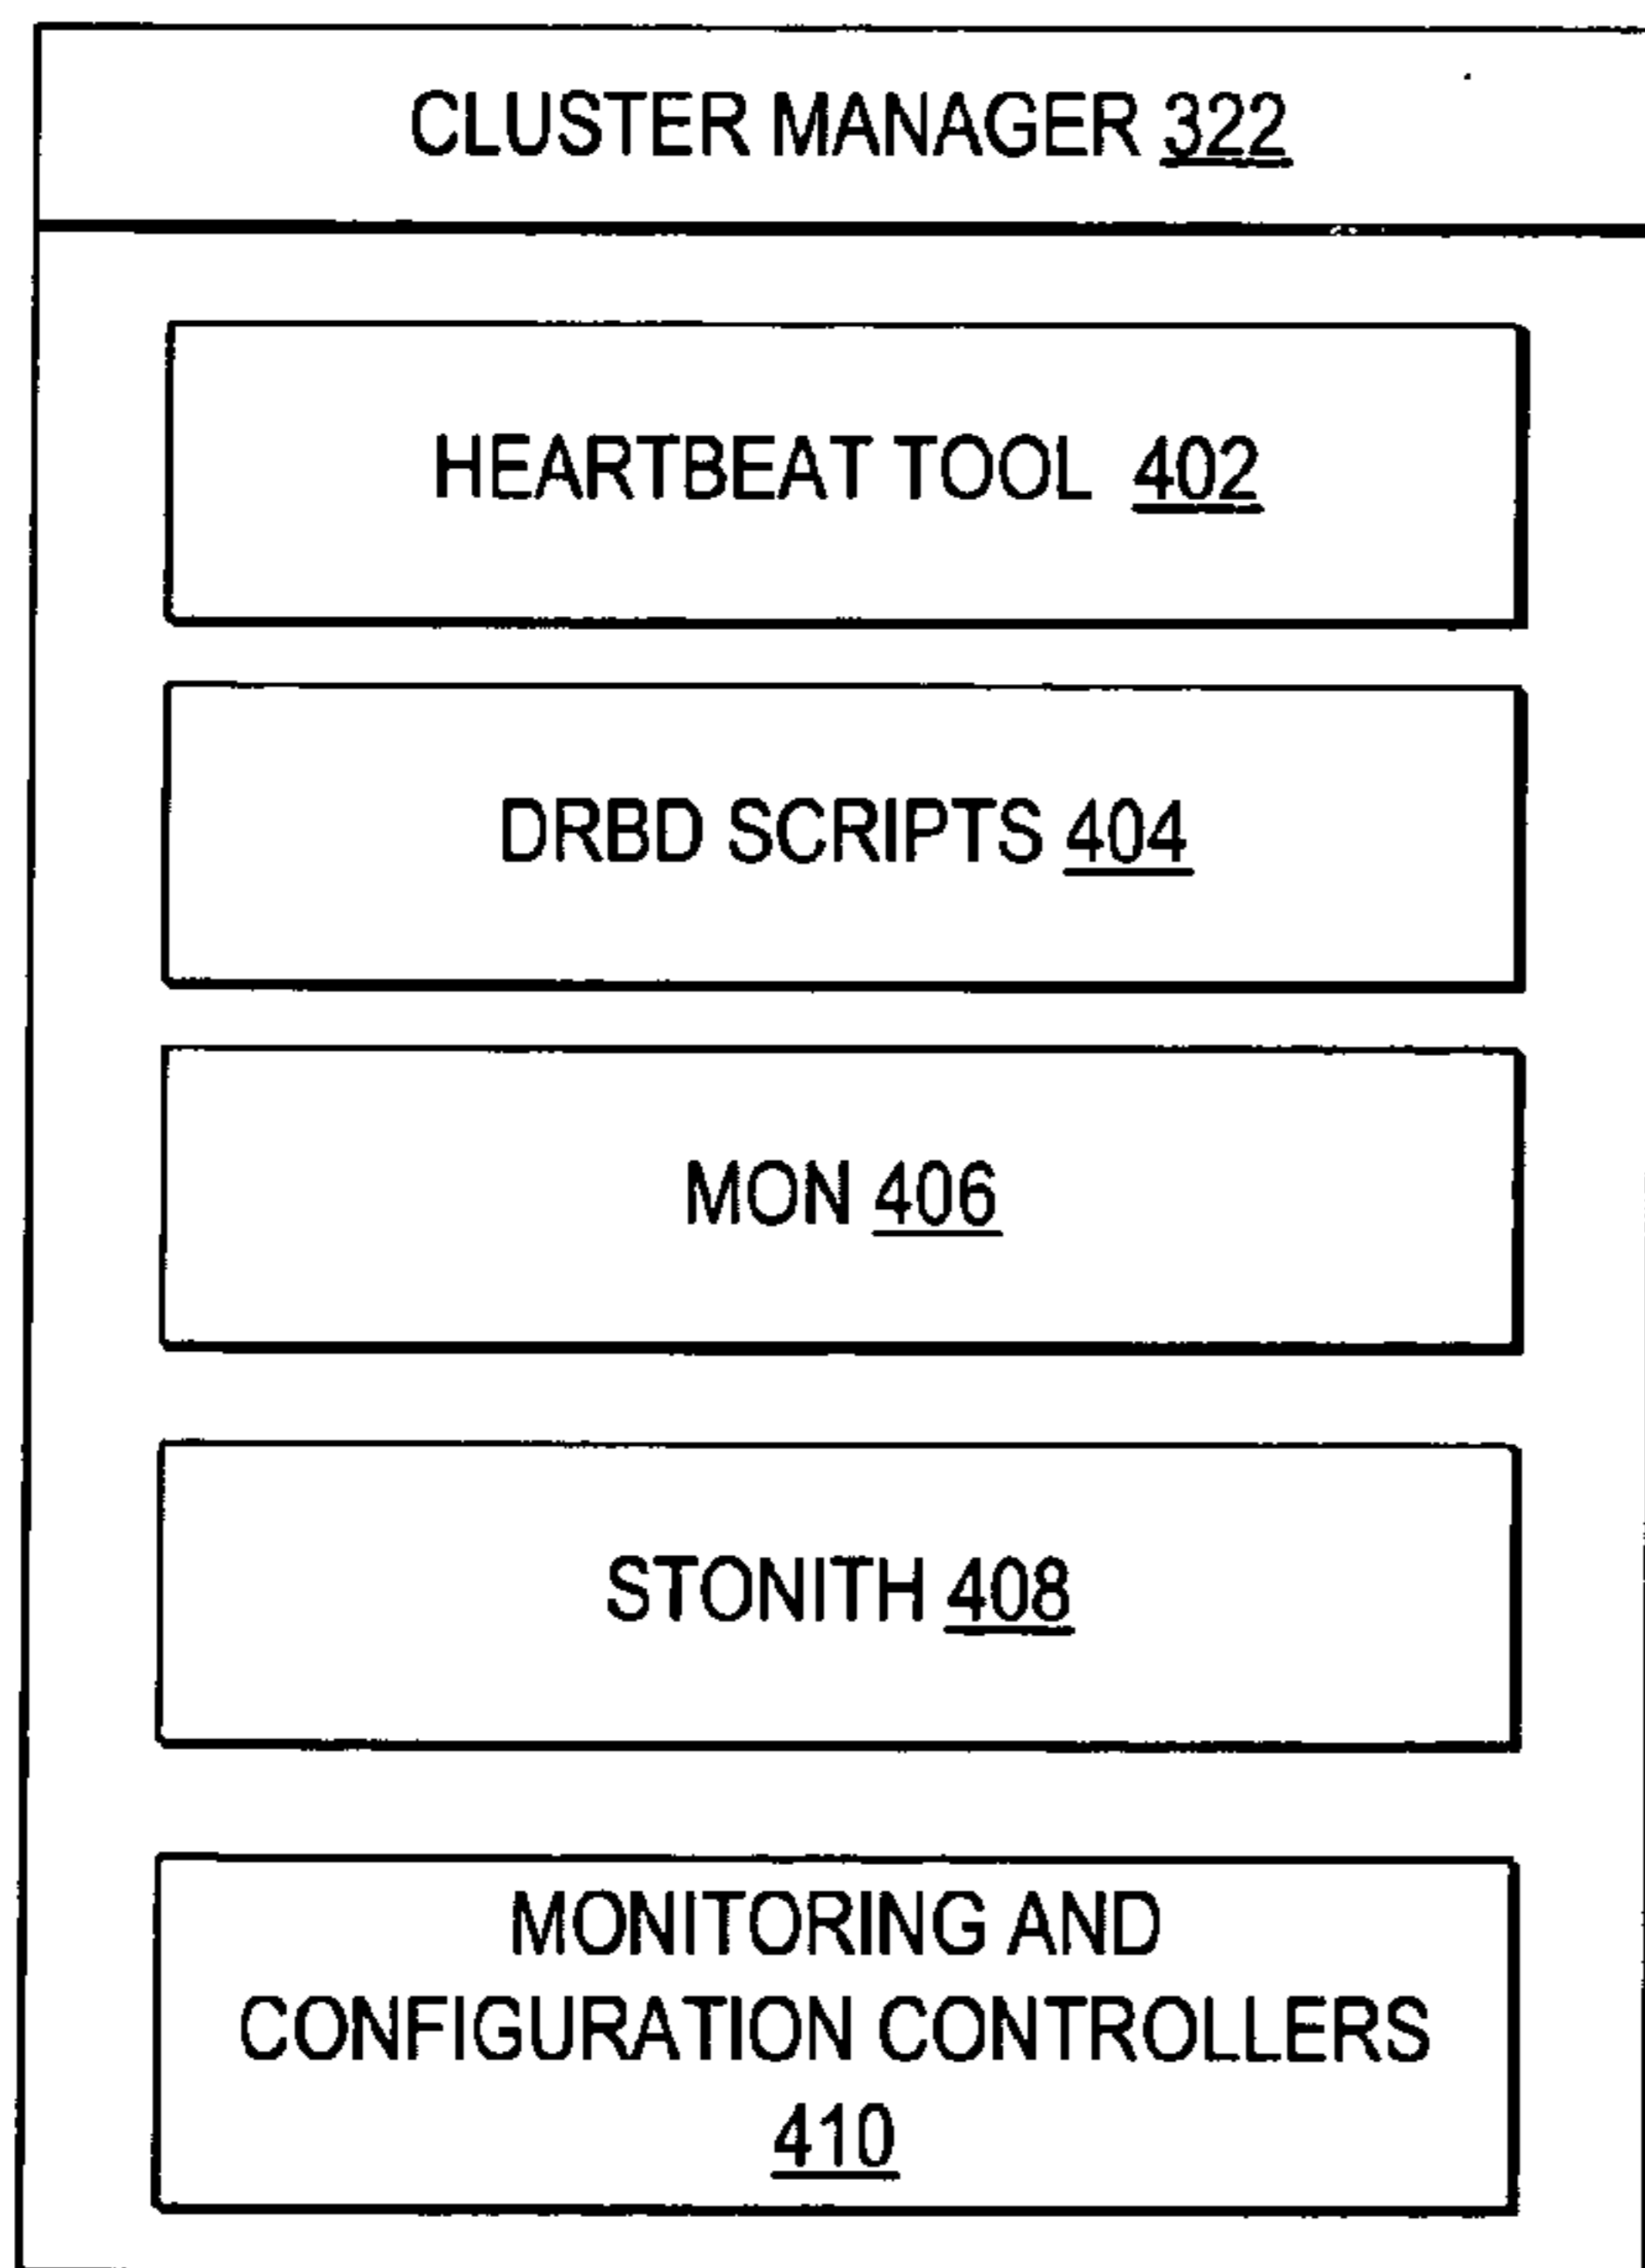 CLUSTER MANAGER 322
HEARTBEAT TOOL 402
DRBD SCRIPTS 404
MON 406
STONITH 408
MONITORING AND
CONFIGURATION CONTROLLERS
410